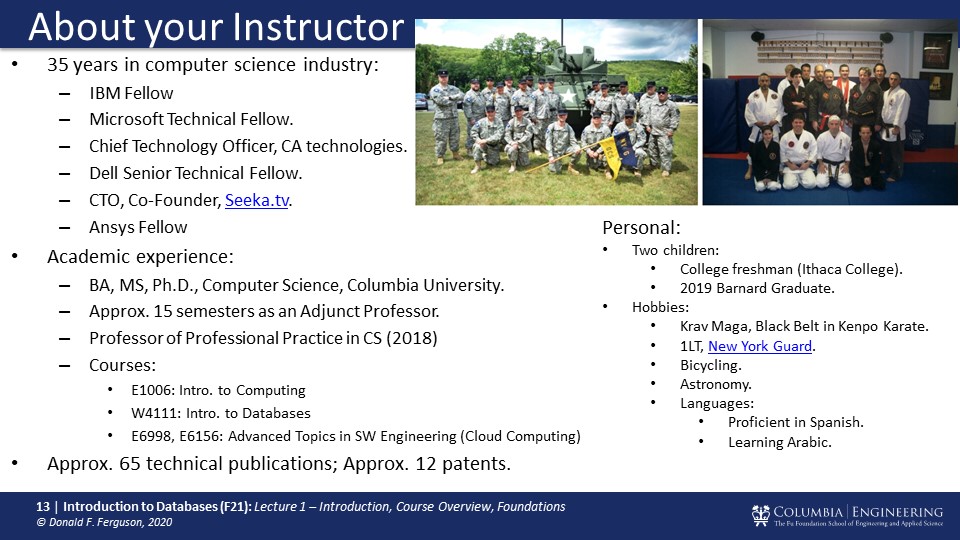 About your Instructor
• 35 years in computer science industry:
– IBM Fellow
– Microsoft Technical Fellow.
– Chief Technology Officer, CA technologies.
– Dell Senior Technical Fellow.
– CTO, Co-Founder, Seeka.tv.
– Ansys Fellow
• Academic experience:
– BA, MS, Ph.D., Computer Science, Columbia University.
– Approx. 15 semesters as an Adjunct Professor.
– Professor of Professional Practice in CS (2018)
– Courses:
• E1006: Intro. to Computing
• W4111: Intro. to Databases
• E6998, E6156: Advanced Topics in SW Engineering (Cloud Computing)
• Approx. 65 technical publications; Approx. 12 patents.
Personal:
• Two children:
• College freshman (Ithaca College).
• 2019 Barnard Graduate.
• Hobbies:
• Krav Maga, Black Belt in Kenpo Karate.
• 1LT, New York Guard.
• Bicycling.
• Astronomy.
• Languages:
• Proficient in Spanish.
• Learning Arabic.
13 | Introduction to Databases (F21): Lecture 1 – Introduction, Course Overview, Foundations
© Donald F. Ferguson, 2020
COLUMBIA | ENGINEERING
The Fu Foundation School of Engineering and Applied Science